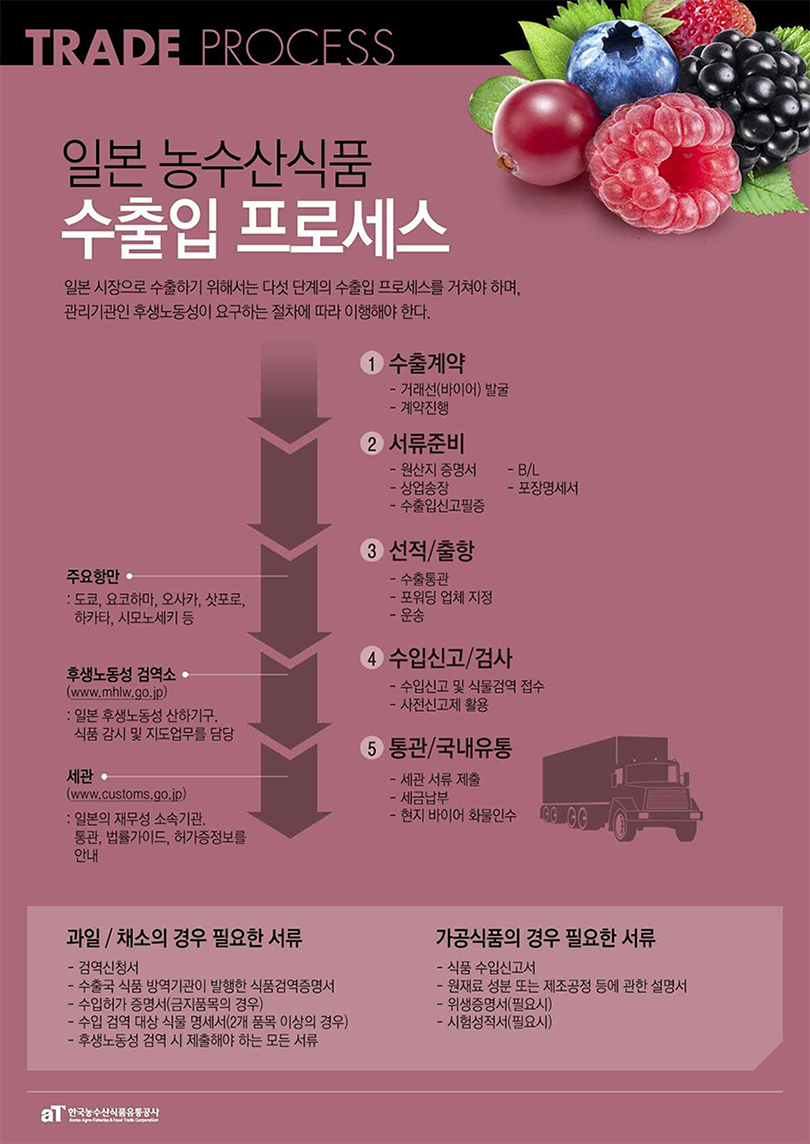 TRADE PROCESS
일본 농수산식품
수출입 프로세스
일본 시장으로 수출하기 위해서는 다섯 단계의 수출입 프로세스를 거쳐야 하며,
관리기관인 후생노동성이 요구하는 절차에 따라 이행해야 한다.
1 수출계약
- 거래선(바이어) 발굴
- 계약진행
2 서류준비
- 원산지 증명서 - B/L
- 상업송장 - 포장명세서
- 수출입신고필증
3 선적/출항
- 수출통관
- 포워딩 업체 지정
- 운송
주요항만
: 도쿄, 요코하마, 오사카, 삿포로,
하카타, 시모노세키 등
4 수입신고/검사
- 수입신고 및 식물검역 접수
- 사전신고제 활용
후생노동성 검역소
(www.mhlw.go.jp)
: 일본 후생노동성 산하기구.
식품 감시 및 지도업무를 담당
5 통관/국내유통
- 세관 서류 제출
- 세금납부
- 현지 바이어 화물인수
세관
(www.customs.go.jp)
: 일본의 재무성 소속기관.
통관, 법률가이드, 허가증정보를
안내
과일 / 채소의 경우 필요한 서류
- 검역신청서
- 수출국 식품 방역기관이 발행한 식품검역증명서
- 수입허가 증명서(금지품목의 경우)
- 수입 검역 대상 식물 명세서(2개 품목 이상의 경우)
- 후생노동성 검역 시 제출해야 하는 모든 서류
가공식품의 경우 필요한 서류
- 식품 수입신고서
- 원재료 성분 또는 제조공정 등에 관한 설명서
- 위생증명서(필요시)
- 시험성적서(필요시)
aT 한국농수산식품유통공사
Korea Agro-Fisheries & Food Trade Corporation